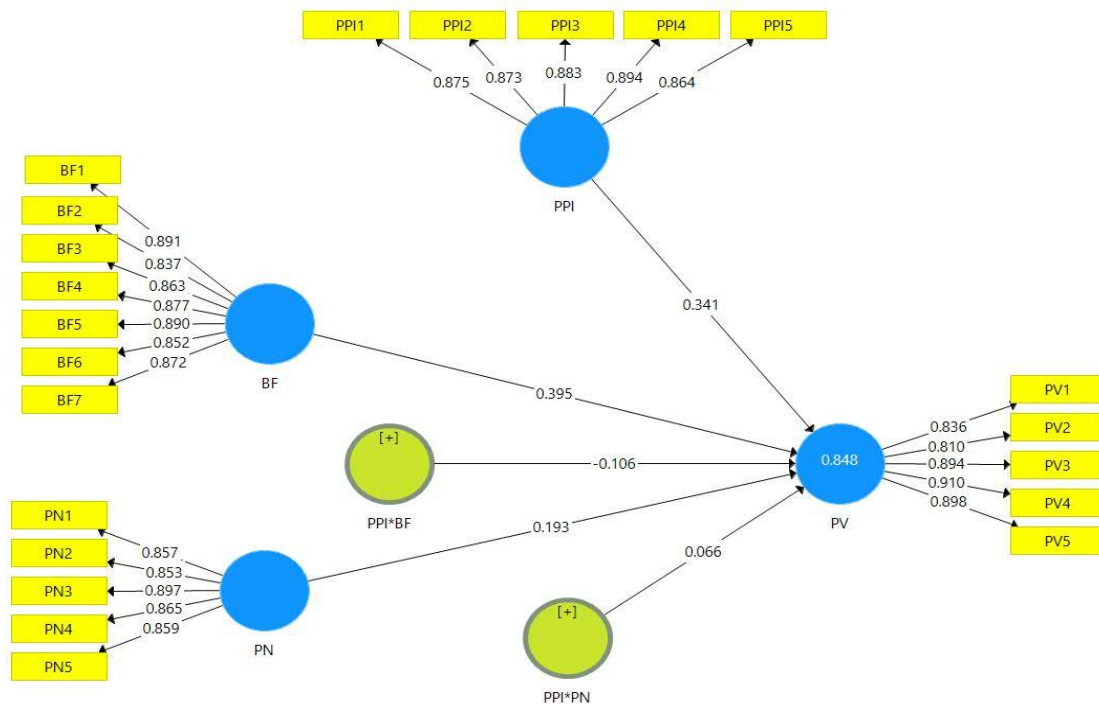 PPI1 PPI2 PPI3 PPI4 PPI5
0.875 0.873 0.883 0.894 0.864
PPI
BF1
BF2
BF3
BF4
BF5
BF6
BF7
0.891
0.837
0.863
0.877
0.890
0.852
0.872
BF
0.341
0.395
[+]
PPI*BF
-0.106
PN1
PN2
PN3
PN4
PN5
0.857
0.853
0.897
0.865
0.859
PN
0.193
[+]
PPI*PN
0.066
0.848
PV
0.836
0.810
0.894
0.910
0.898
PV1
PV2
PV3
PV4
PV5